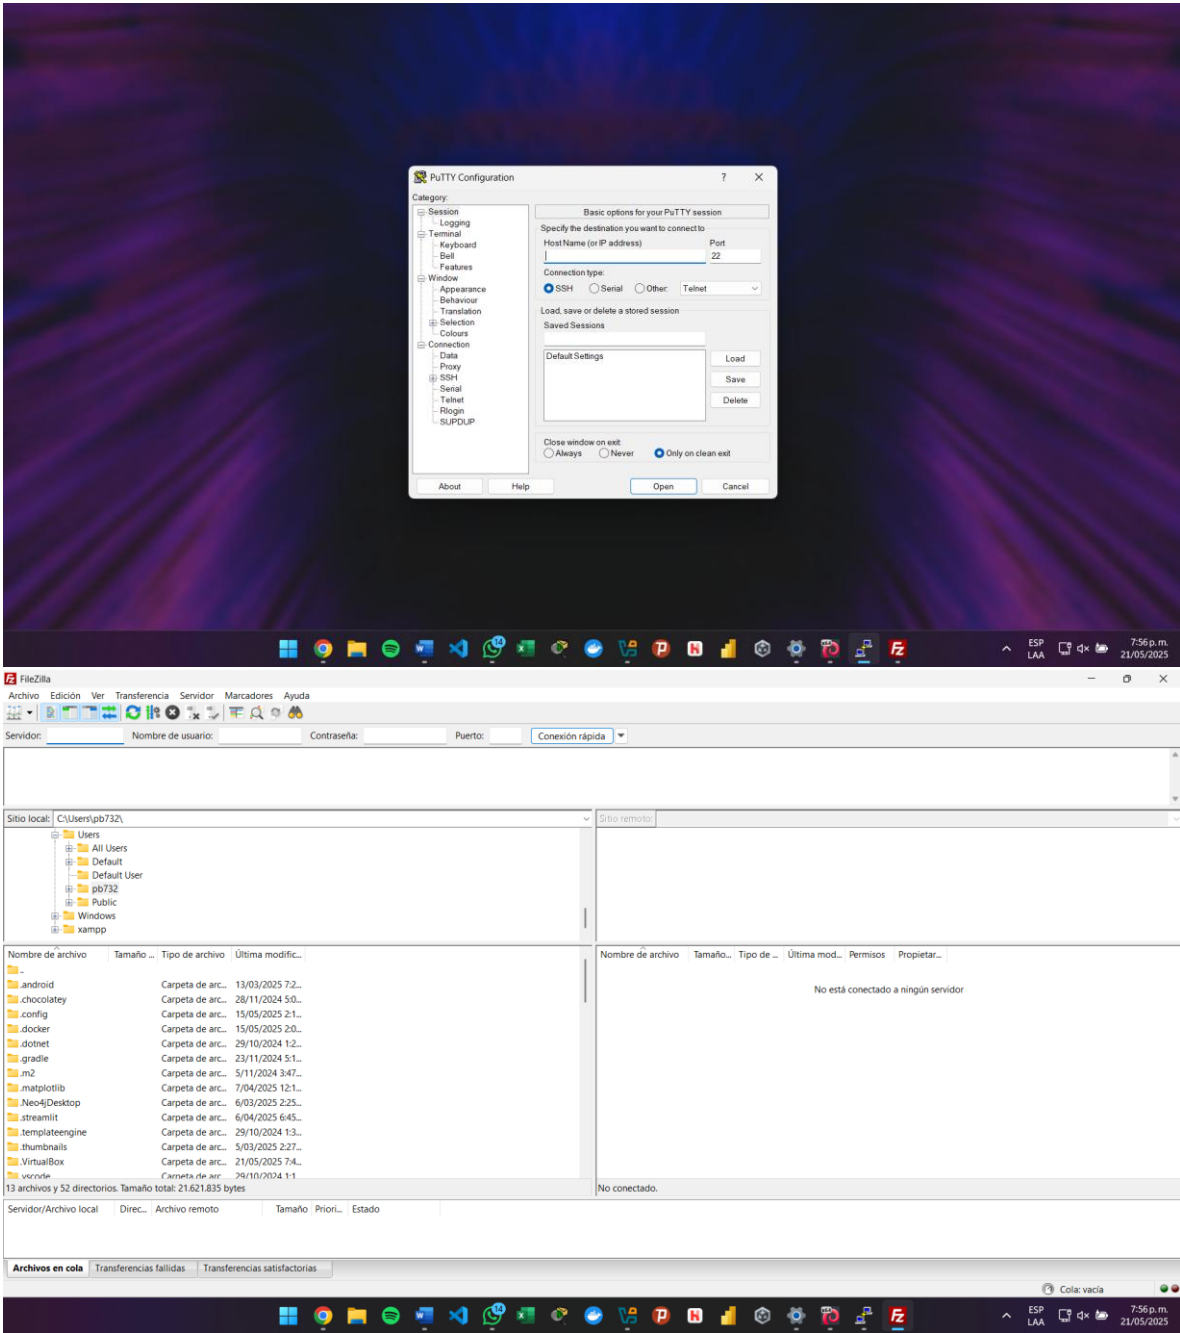 PuTTY Configuration ? ×
Category:
Session
Logging
Terminal
Keyboard
Bell
Features
Window
Appearance
Behaviour
Translation
Selection
Colours
Connection
Data
Proxy
SSH
Serial
Telnet
Rlogin
SUPDUP
Basic options for your PuTTY session
Specify the destination you want to connect to
Host Name (or IP address) Port
22
Connection type:
SSH Serial Other: Telnet
Load, save or delete a stored session
Saved Sessions
Default Settings
Load
Save
Delete
Close window on exit:
Always Never Only on clean exit
About Help Open Cancel
14
ESP
LAA
7:56 p. m.
21/05/2025
FileZilla
Archivo Edición Ver Transferencia Servidor Marcadores Ayuda
Servidor: Nombre de usuario: Contraseña: Puerto: Conexión rápida
Sitio local: C:\Users\pb732\
Sitio remoto:
Users
All Users
Default
Default User
pb732
Public
Windows
xampp
Nombre de archivo Tamaño ... Tipo de archivo Última modific...
..
.android Carpeta de arc... 13/03/2025 7:2...
.chocolatey Carpeta de arc... 28/11/2024 5:0...
.config Carpeta de arc... 15/05/2025 2:1...
.docker Carpeta de arc... 15/05/2025 2:0...
.dotnet Carpeta de arc... 29/10/2024 1:2...
.gradle Carpeta de arc... 23/11/2024 5:1...
.m2 Carpeta de arc... 5/11/2024 3:47...
.matplotlib Carpeta de arc... 7/04/2025 12:1...
.Neo4jDesktop Carpeta de arc... 6/03/2025 2:25...
.streamlit Carpeta de arc... 6/04/2025 6:45...
.templateengine Carpeta de arc... 29/10/2024 1:3...
.thumbnails Carpeta de arc... 5/03/2025 2:27...
.VirtualBox Carpeta de arc... 21/05/2025 7:4...
.vscode Carpeta de arc... 29/10/2024 1:1
13 archivos y 52 directorios. Tamaño total: 21.621.835 bytes
Nombre de archivo Tamaño... Tipo de ... Última mod... Permisos Propietar...
No está conectado a ningún servidor
No conectado.
Servidor/Archivo local Direc... Archivo remoto Tamaño Priori... Estado
Archivos en cola Transferencias fallidas Transferencias satisfactorias
Cola: vacía
14
ESP
LAA
7:56 p. m.
21/05/2025